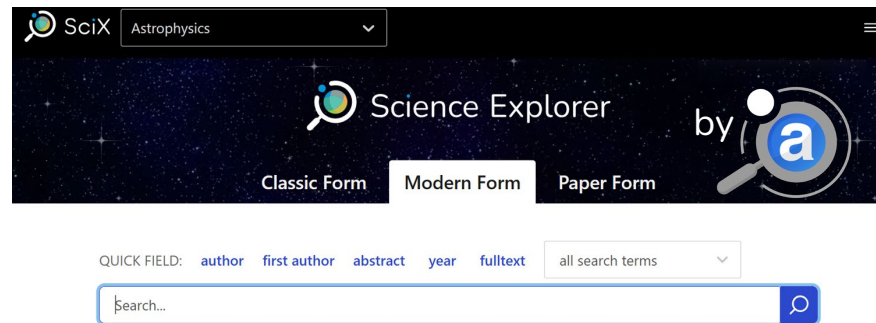 SciX Astrophysics
Science Explorer
by a
Classic Form Modern Form Paper Form
QUICK FIELD: author first author abstract year fulltext all search terms
Search...